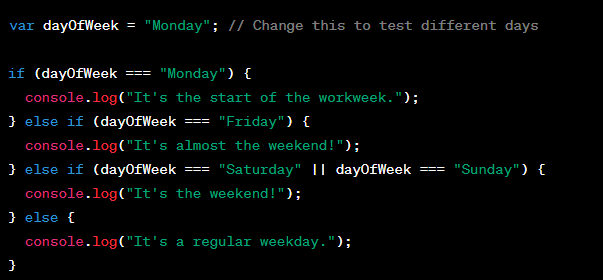 var dayOfWeek = "Monday"; // Change this to test different days

if (dayOfWeek === "Monday") {
  console.log("It's the start of the workweek.");
} else if (dayOfWeek === "Friday") {
  console.log("It's almost the weekend!");
} else if (dayOfWeek === "Saturday" || dayOfWeek === "Sunday") {
  console.log("It's the weekend!");
} else {
  console.log("It's a regular weekday.");
}